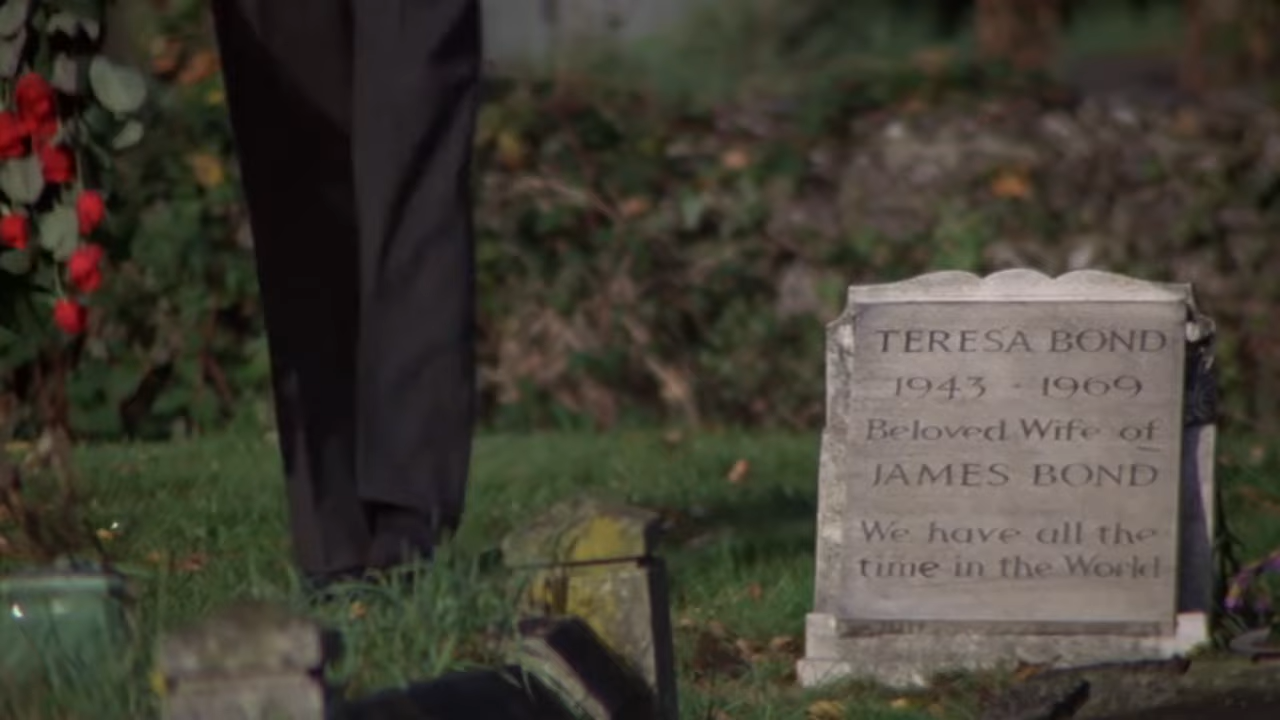 TERESA BOND
1943 - 1969
Beloved Wife of
JAMES BOND
We have all the
time in the World